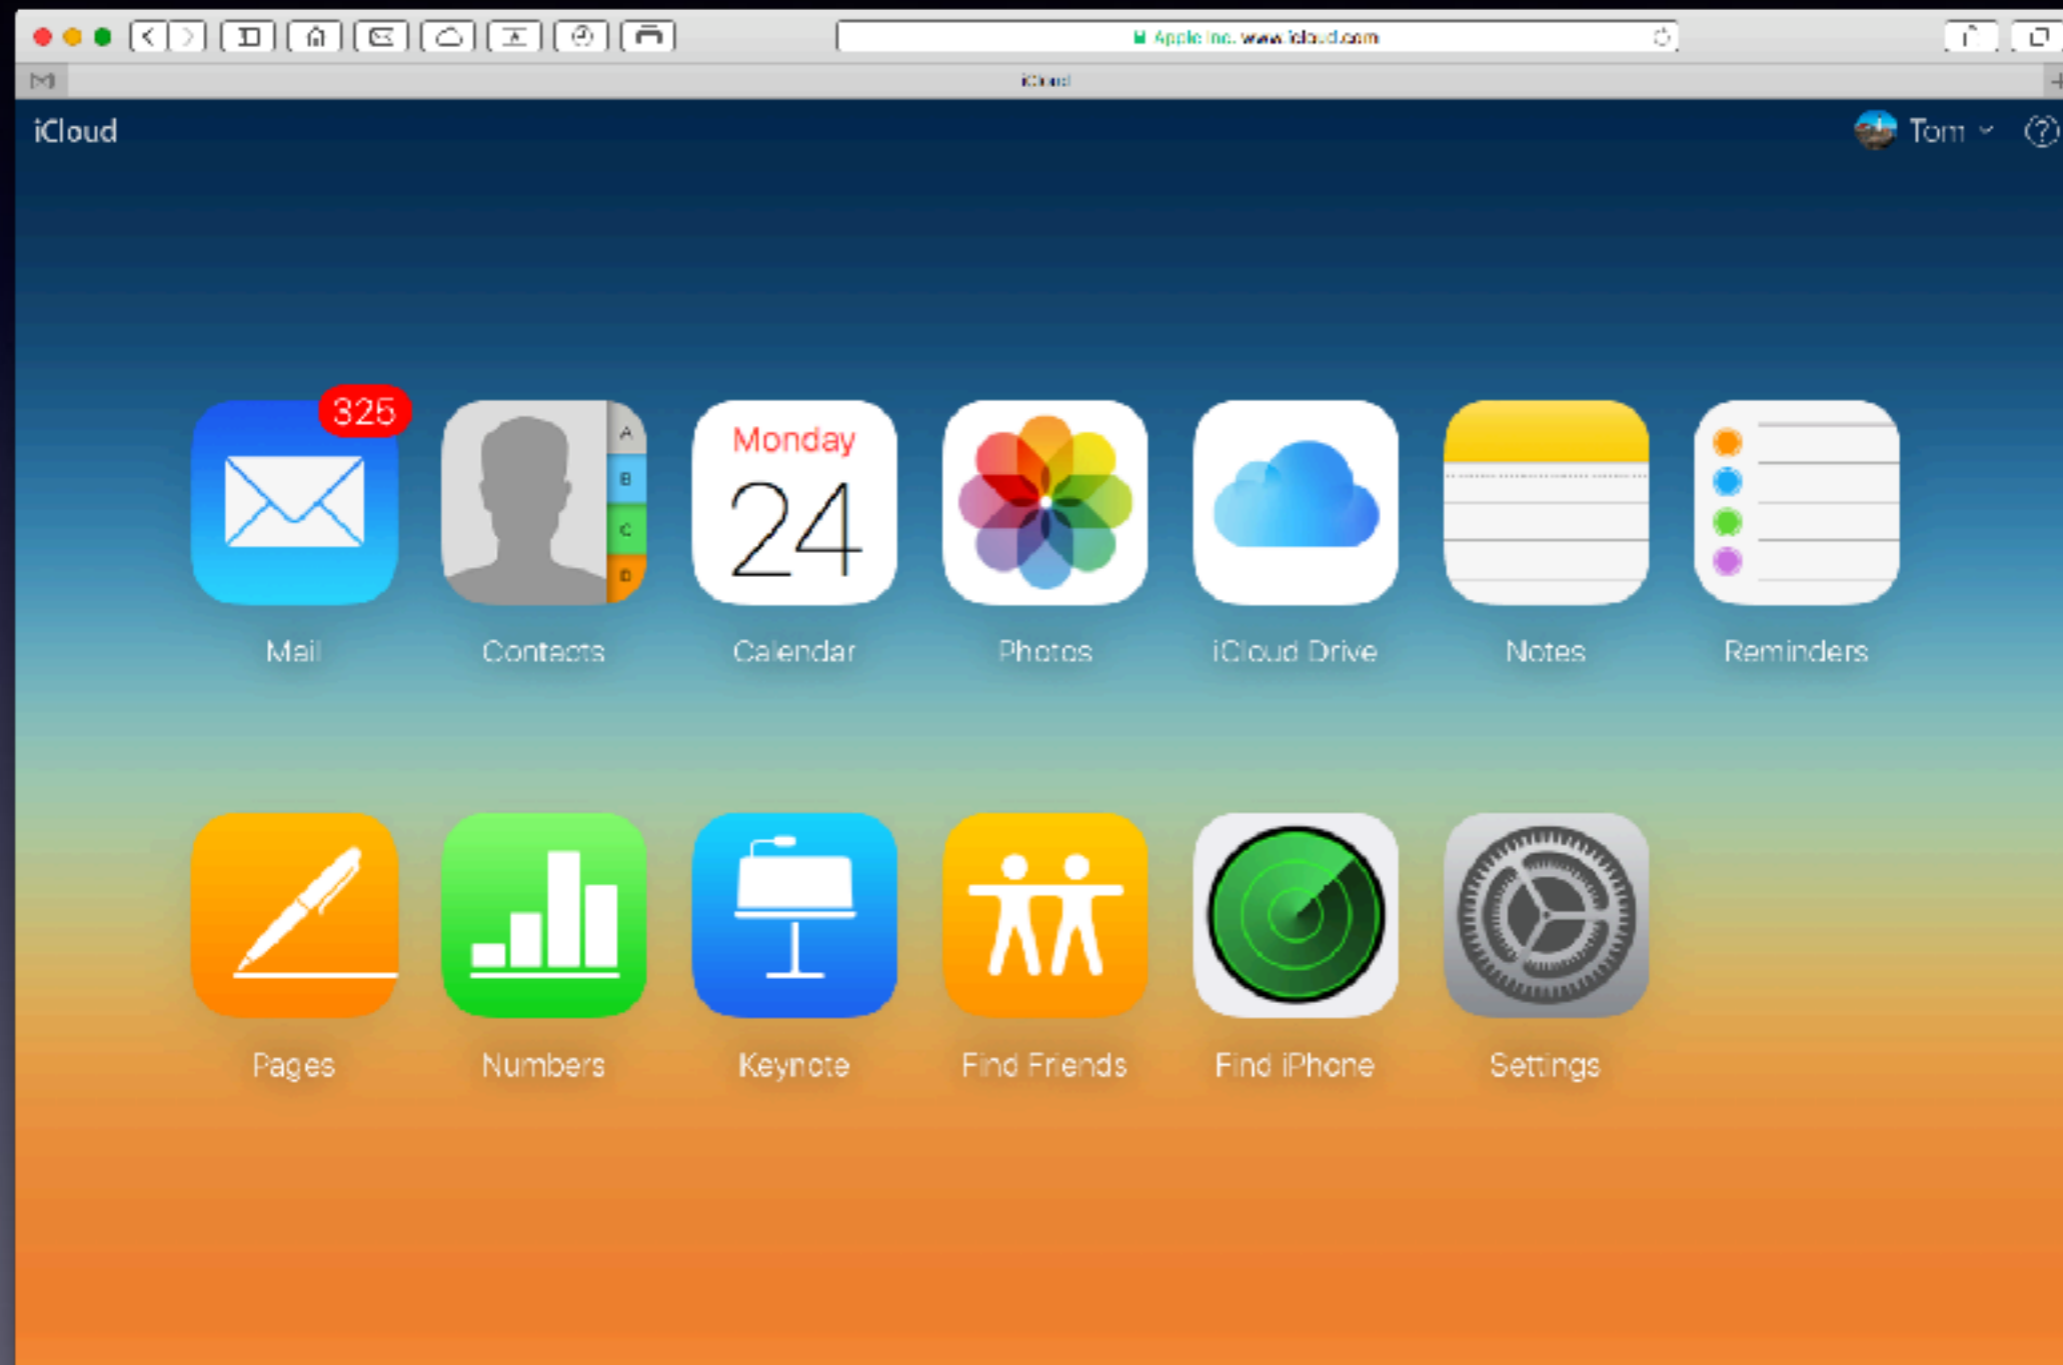 Apple Inc. www.icloud.com
iCloud
iCloud
Tom
325
A
B
C
D
Monday
24
Mail
Contacts
Calendar
Photos
iCloud Drive
Notes
Reminders
Pages
Numbers
Keynote
Find Friends
Find iPhone
Settings